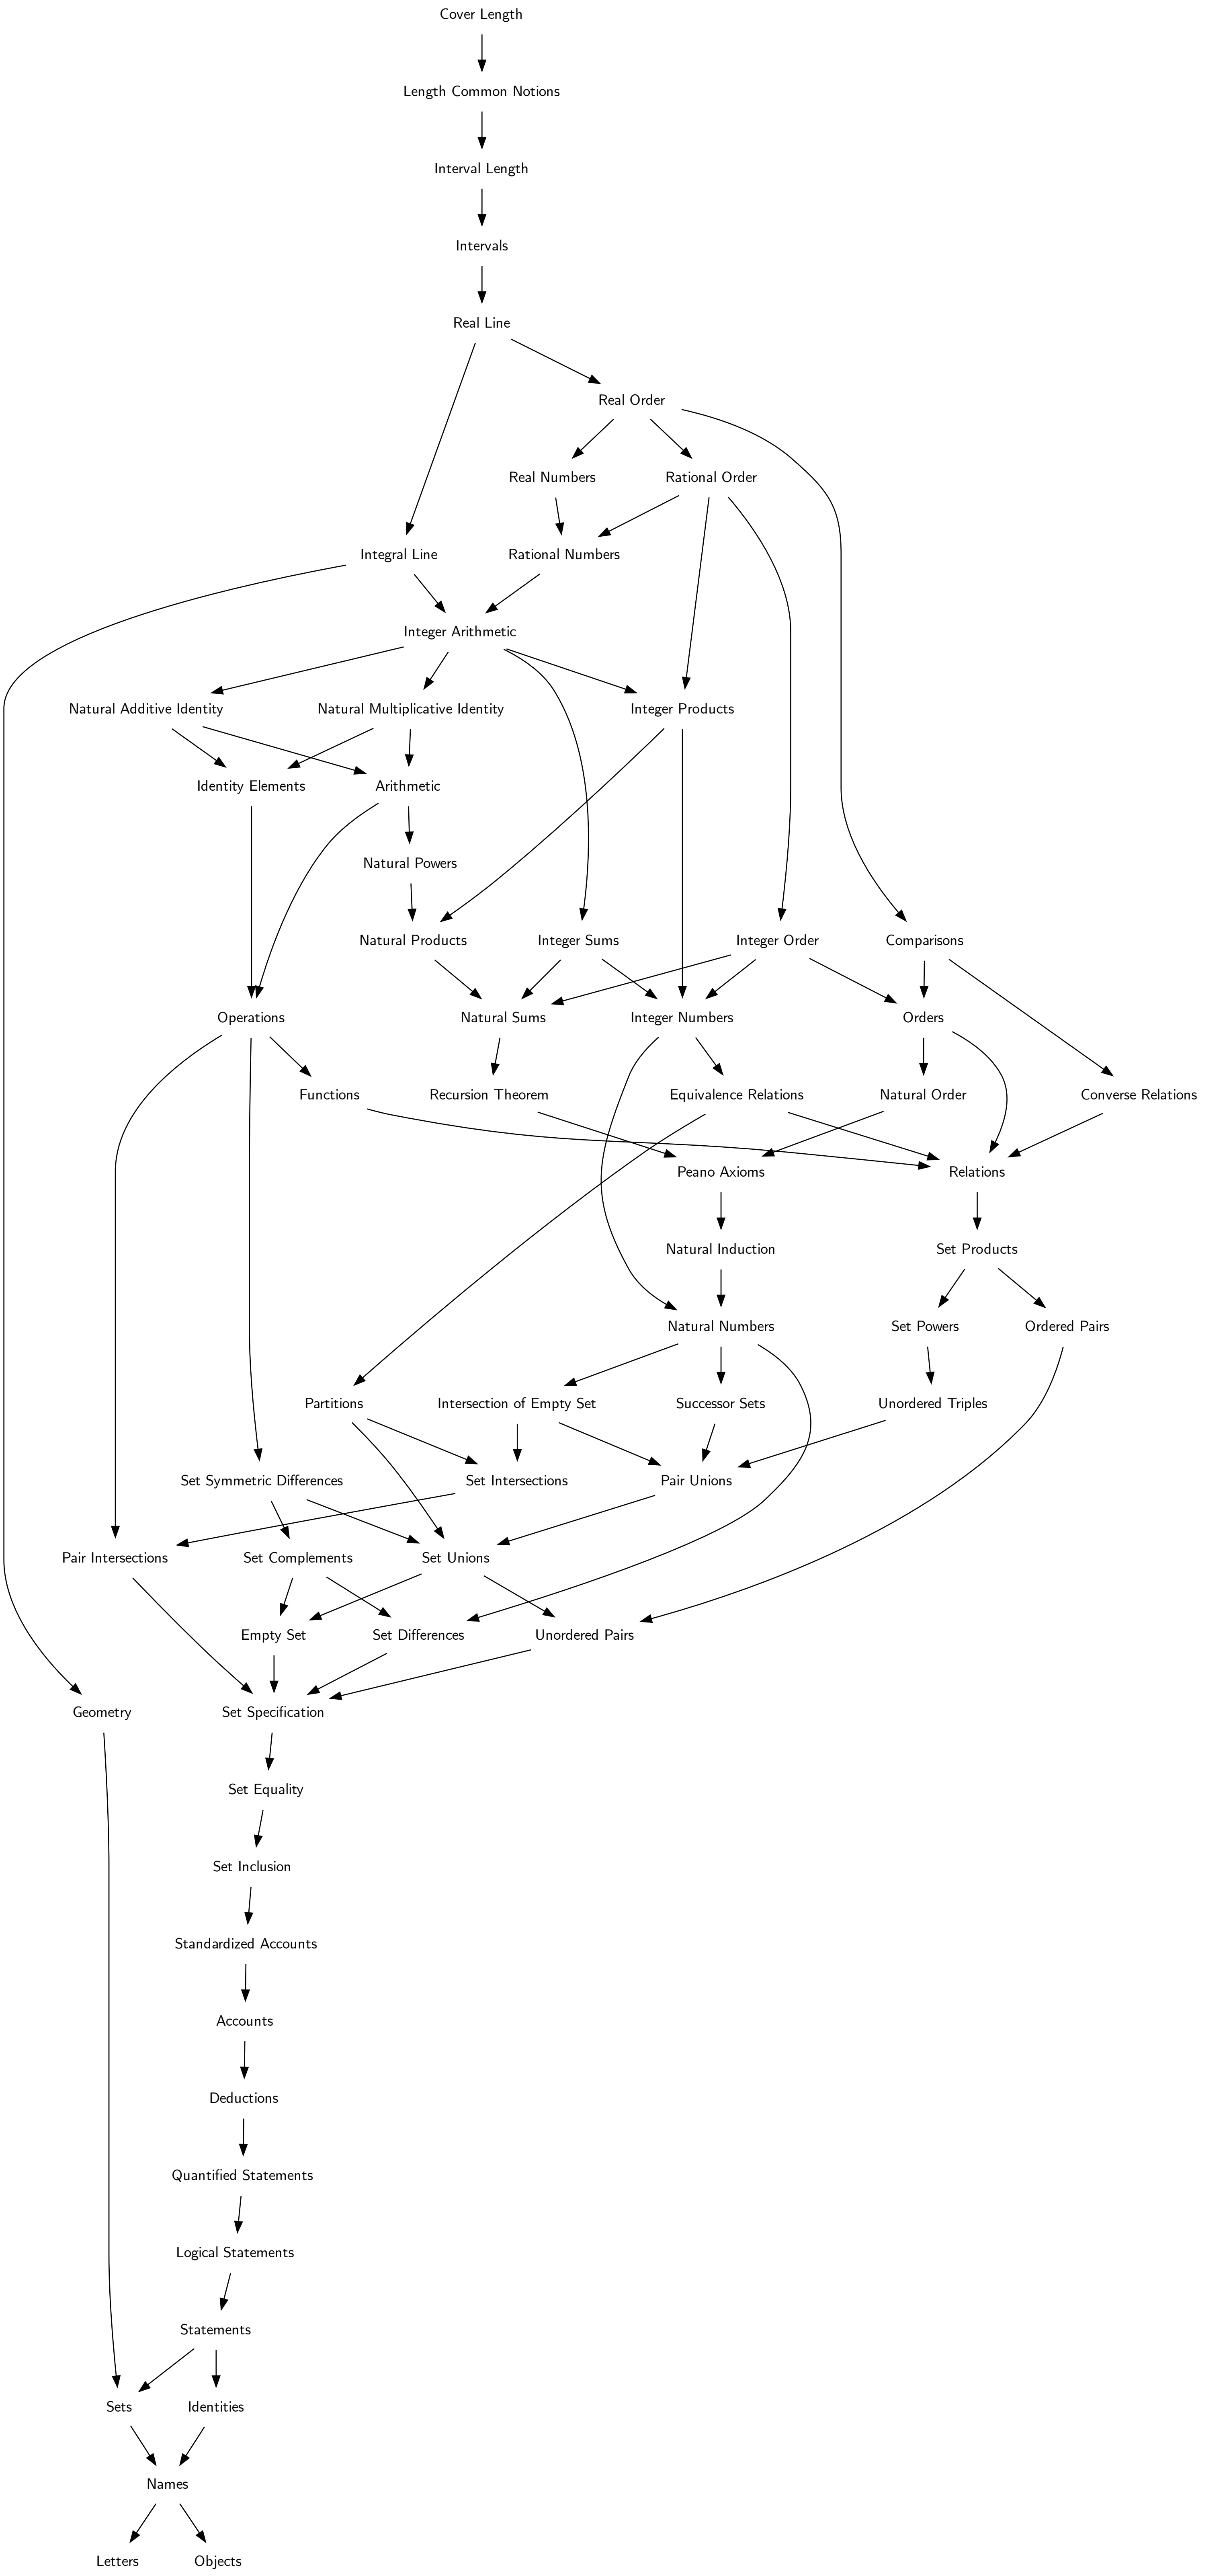 Cover Length
Length Common Notions
Interval Length
Intervals
Real Line
Real Order
Real Numbers
Rational Order
Integral Line
Rational Numbers
Integer Arithmetic
Natural Additive Identity
Natural Multiplicative Identity
Integer Products
Identity Elements
Arithmetic
Natural Powers
Natural Products
Integer Sums
Integer Order
Comparisons
Operations
Natural Sums
Integer Numbers
Orders
Functions
Recursion Theorem
Equivalence Relations
Natural Order
Converse Relations
Peano Axioms
Relations
Natural Induction
Set Products
Natural Numbers
Set Powers
Ordered Pairs
Partitions
Intersection of Empty Set
Successor Sets
Unordered Triples
Set Symmetric Differences
Set Intersections
Pair Unions
Pair Intersections
Set Complements
Set Unions
Empty Set
Set Differences
Unordered Pairs
Geometry
Set Specification
Set Equality
Set Inclusion
Standardized Accounts
Accounts
Deductions
Quantified Statements
Logical Statements
Statements
Sets
Identities
Names
Letters
Objects